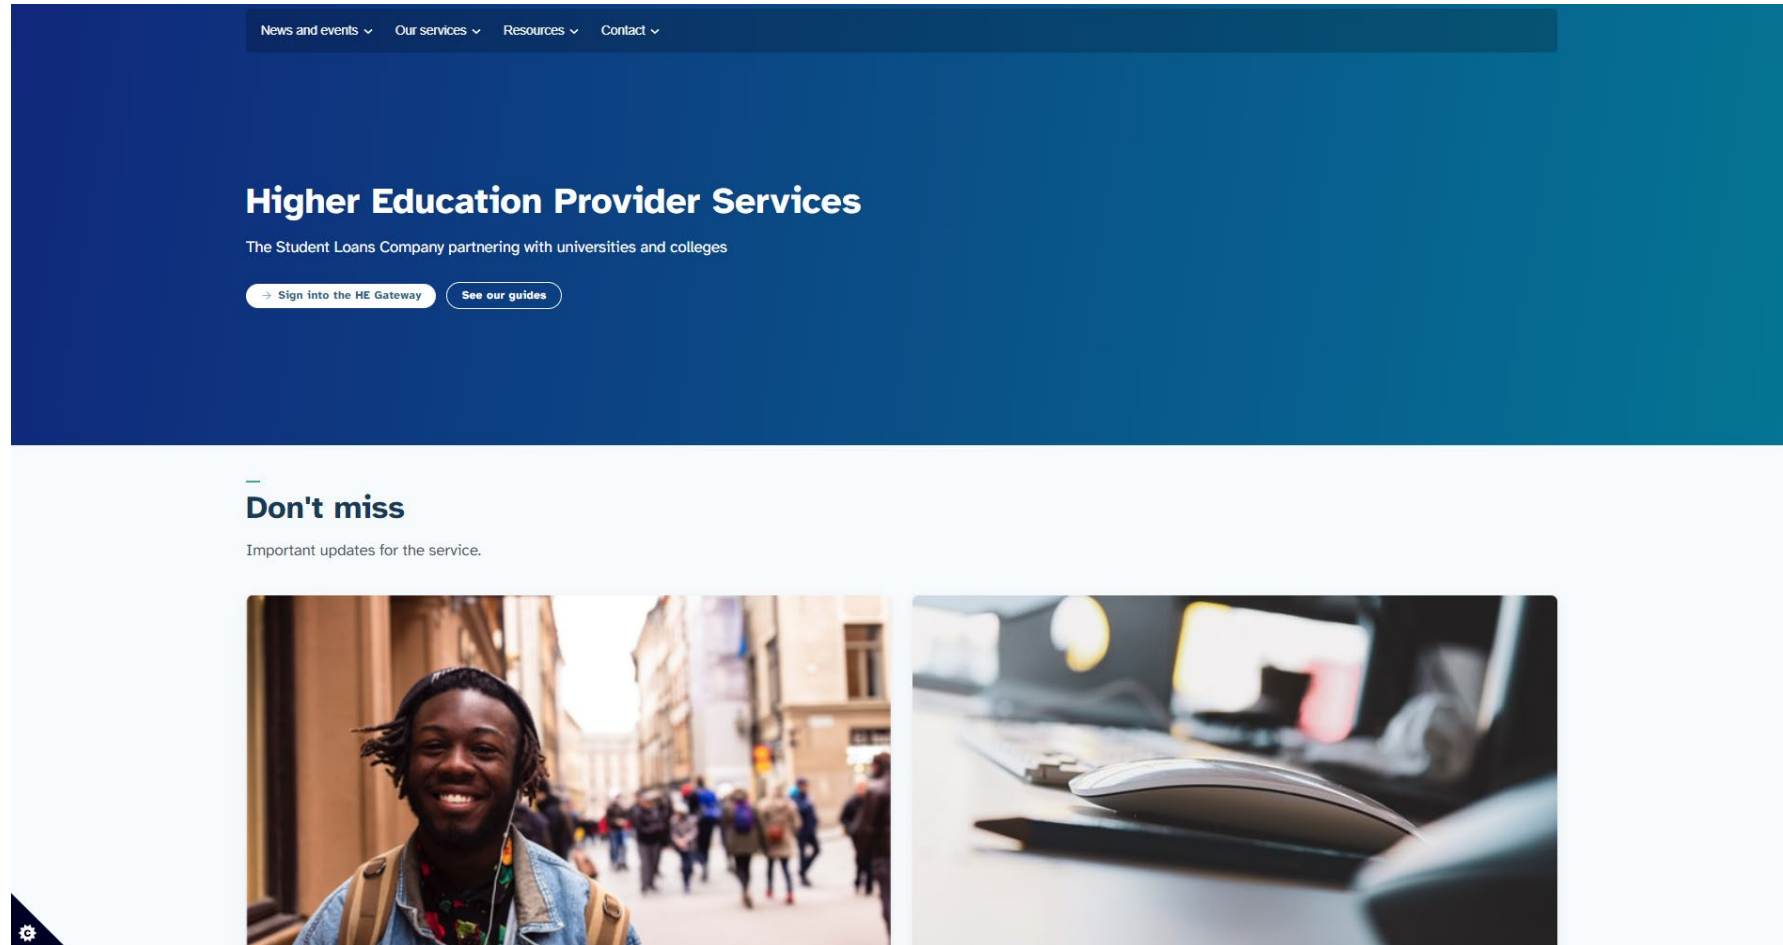 News and events Our services Resources Contact
Higher Education Provider Services
The Student Loans Company partnering with universities and colleges
→ Sign into the HE Gateway See our guides
Don't miss
Important updates for the service.